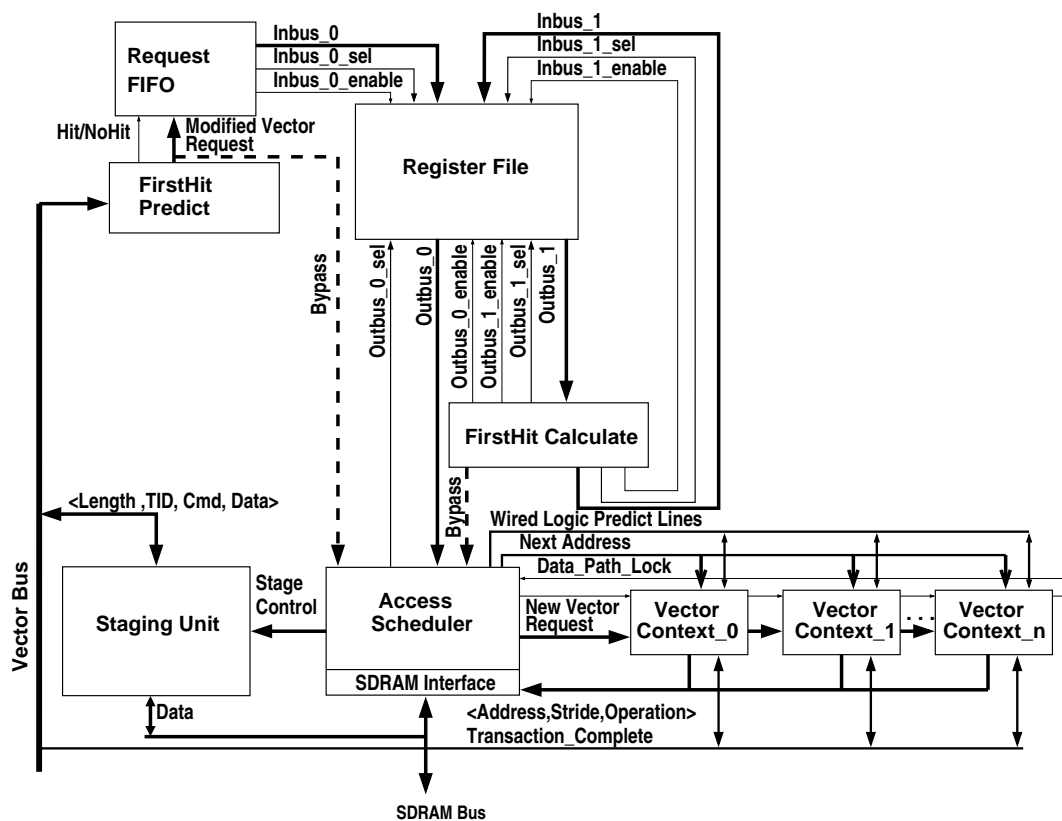 Inbus_0
Inbus_1
Inbus_0_sel
Inbus_1_sel
Inbus_0_enable
Inbus_1_enable
Request
FIFO
Hit/NoHit
Modified Vector
Request
Register File
FirstHit
Predict
Bypass
Outbus_0_sel
Outbus_0
Outbus_0_enable
Outbus_1_enable
Outbus_1_sel
Outbus_1
FirstHit Calculate
Bypass
<Length ,TID, Cmd, Data>
Wired Logic Predict Lines
Next Address
Data_Path_Lock
Vector Bus
Staging Unit
Stage
Control
Access
Scheduler
SDRAM Interface
New Vector
Request
Vector
Context_0
Vector
Context_1
. . .
Vector
Context_n
Data
<Address,Stride,Operation>
Transaction_Complete
SDRAM Bus